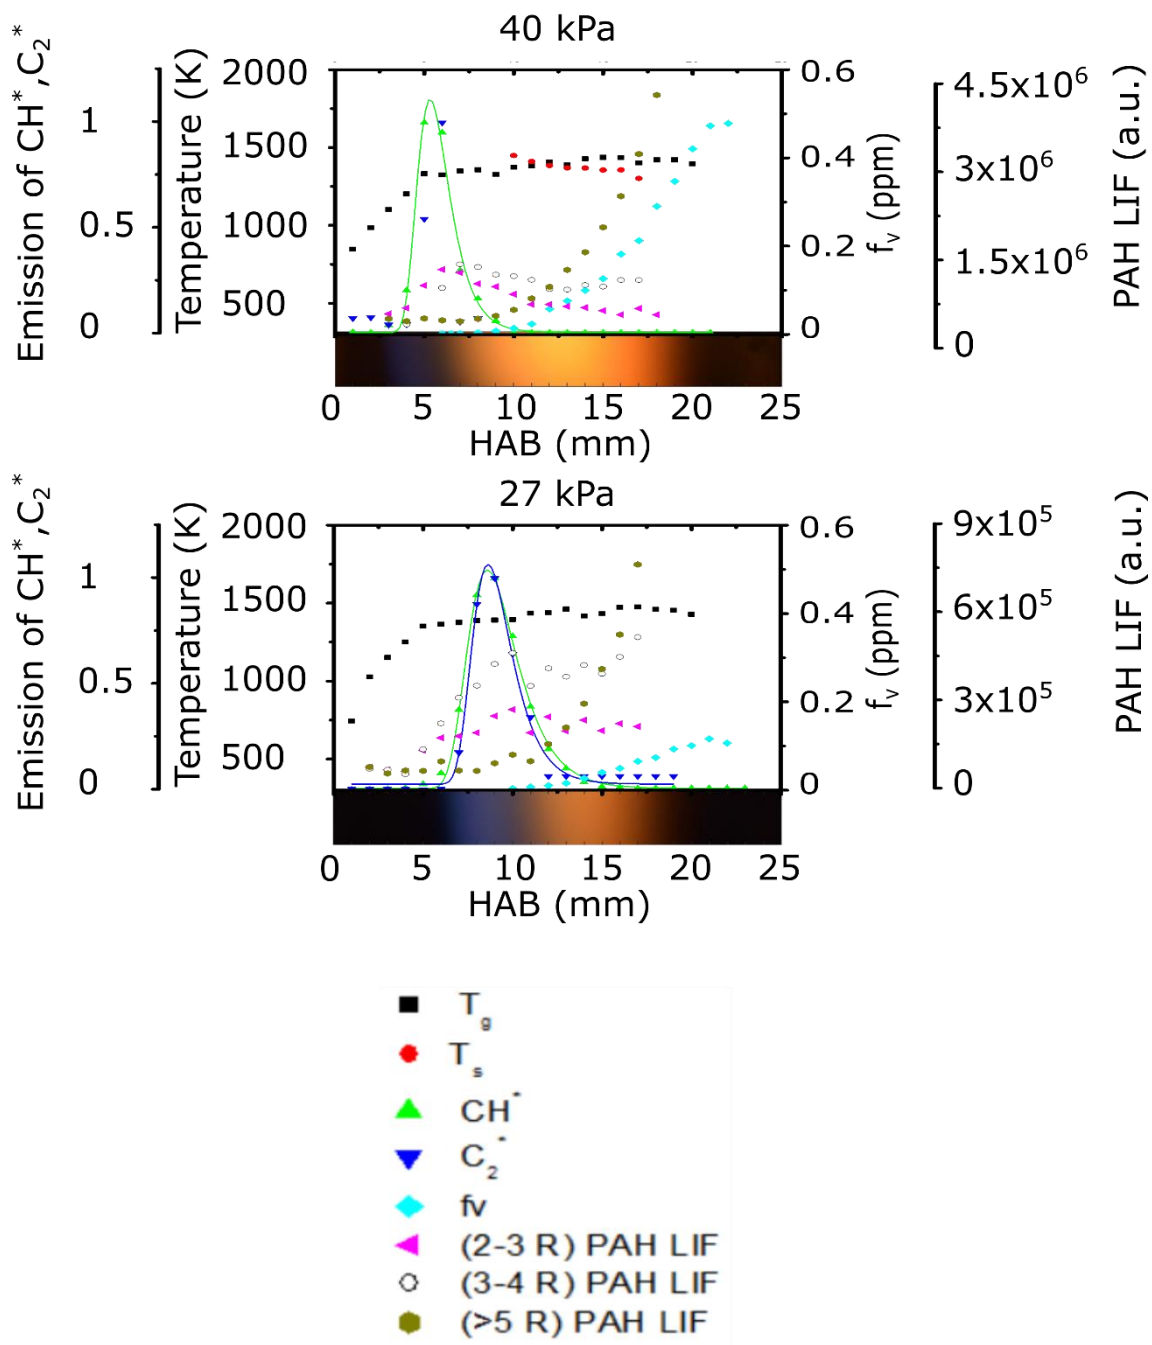 40 kPa
Emission of CH*,C2*
1
0.5
0
Temperature (K)
2000
1500
1000
500
0.6
0.4
0.2
0
fv (ppm)
4.5x10^6
3x10^6
1.5x10^6
0
PAH LIF (a.u.)
0 5 10 15 20 25
HAB (mm)
27 kPa
Emission of CH*,C2*
1
0.5
0
Temperature (K)
2000
1500
1000
500
0.6
0.4
0.2
0
fv (ppm)
9x10^5
6x10^5
3x10^5
0
PAH LIF (a.u.)
0 5 10 15 20 25
HAB (mm)
Tg
Ts
CH*
C2*
fv
(2-3 R) PAH LIF
(3-4 R) PAH LIF
(>5 R) PAH LIF